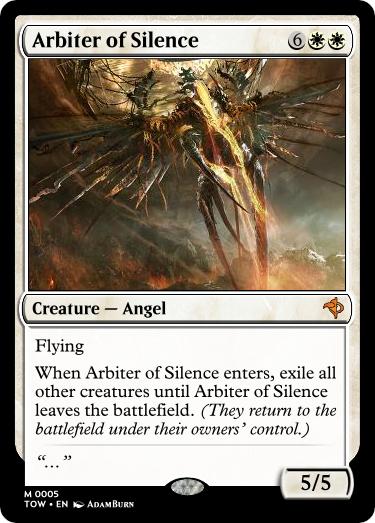 Arbiter of Silence 6
Creature — Angel
Flying
When Arbiter of Silence enters, exile all
other creatures until Arbiter of Silence
leaves the battlefield. (They return to the
battlefield under their owners’ control.)
“…”
5/5
M 0005
TOW • EN AdamBurn